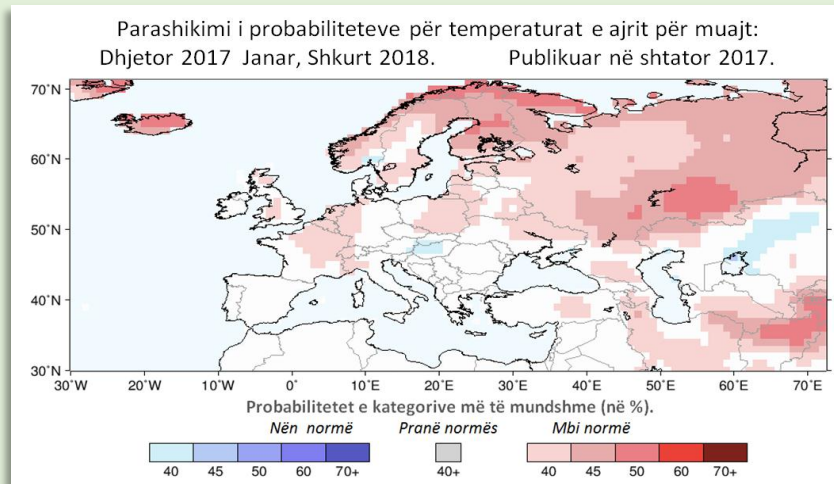 Parashikimi i probabiliteteve për temperaturat e ajrit për muajt:
Dhjetor 2017 Janar, Shkurt 2018. Publikuar në shtator 2017.
70°N
60°N
50°N
40°N
30°N
30°W 20°W 10°W 0° 10°E 20°E 30°E 40°E 50°E 60°E 70°E
Probabilitetet e kategorive më të mundshme (në %).
Nën normë Pranë normës Mbi normë
40 45 50 60 70+ 40+ 40 45 50 60 70+